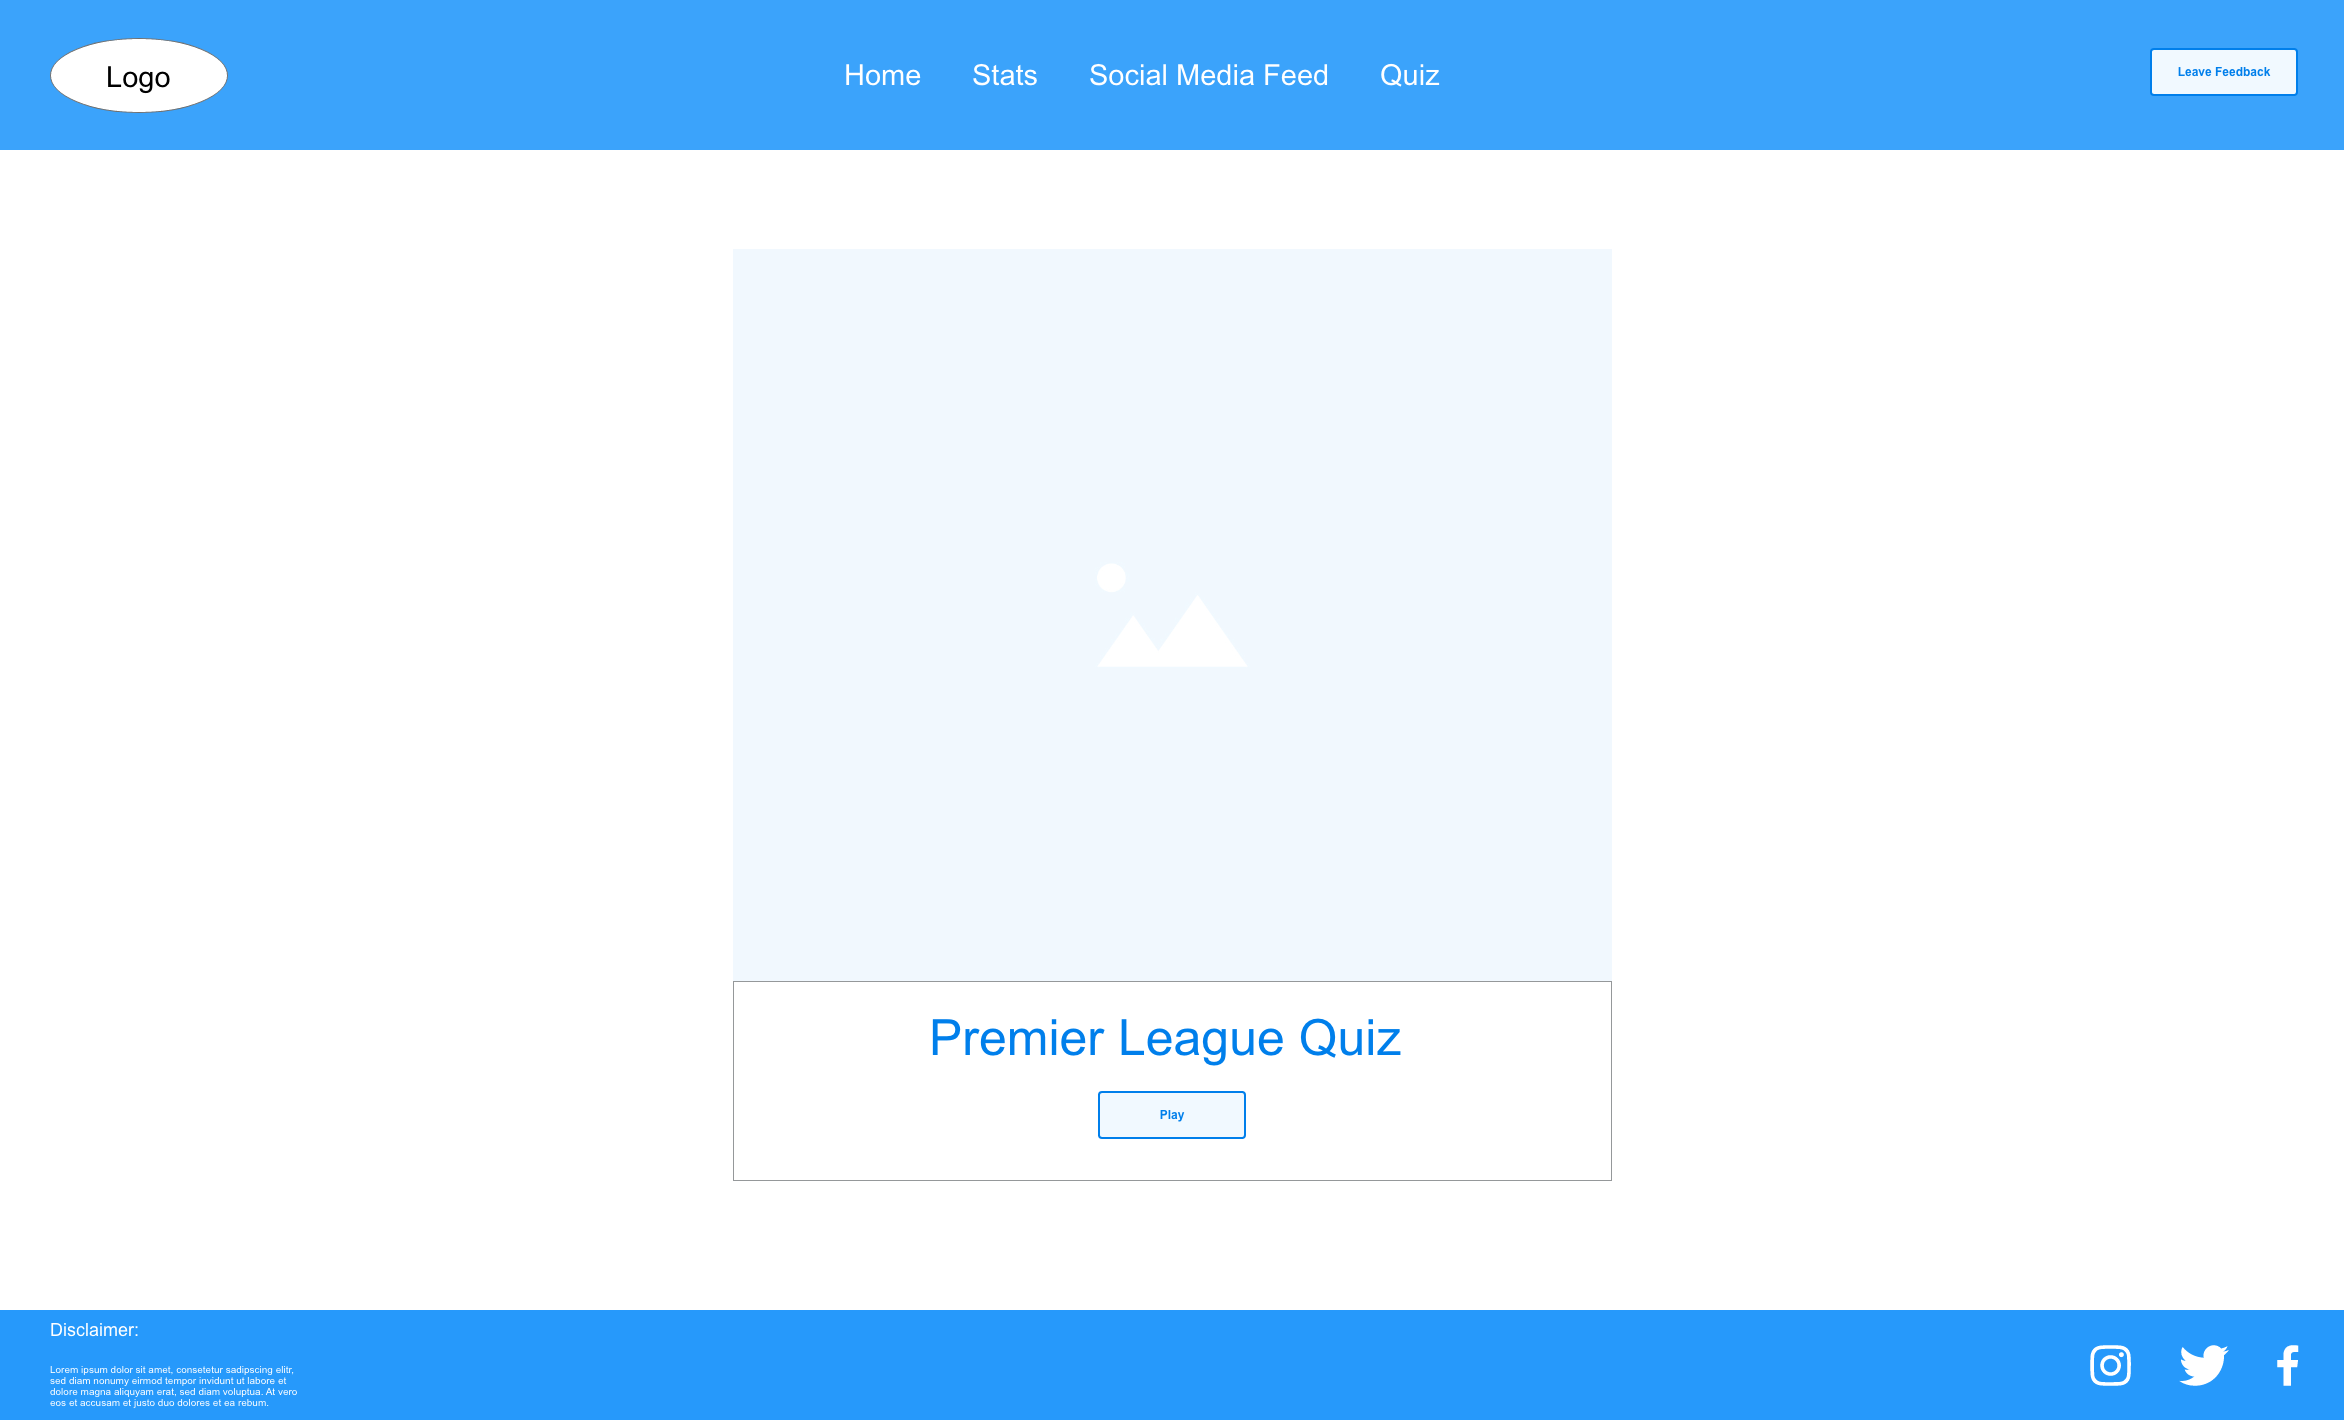 Logo
Home
Stats
Social Media Feed
Quiz
Leave Feedback
Premier League Quiz
Play
Disclaimer:
Lorem ipsum dolor sit amet, consetetur sadipscing elitr,
sed diam nonumy eirmod tempor invidunt ut labore et
dolore magna aliquyam erat, sed diam voluptua. At vero
eos et accusam et justo duo dolores et ea rebum.